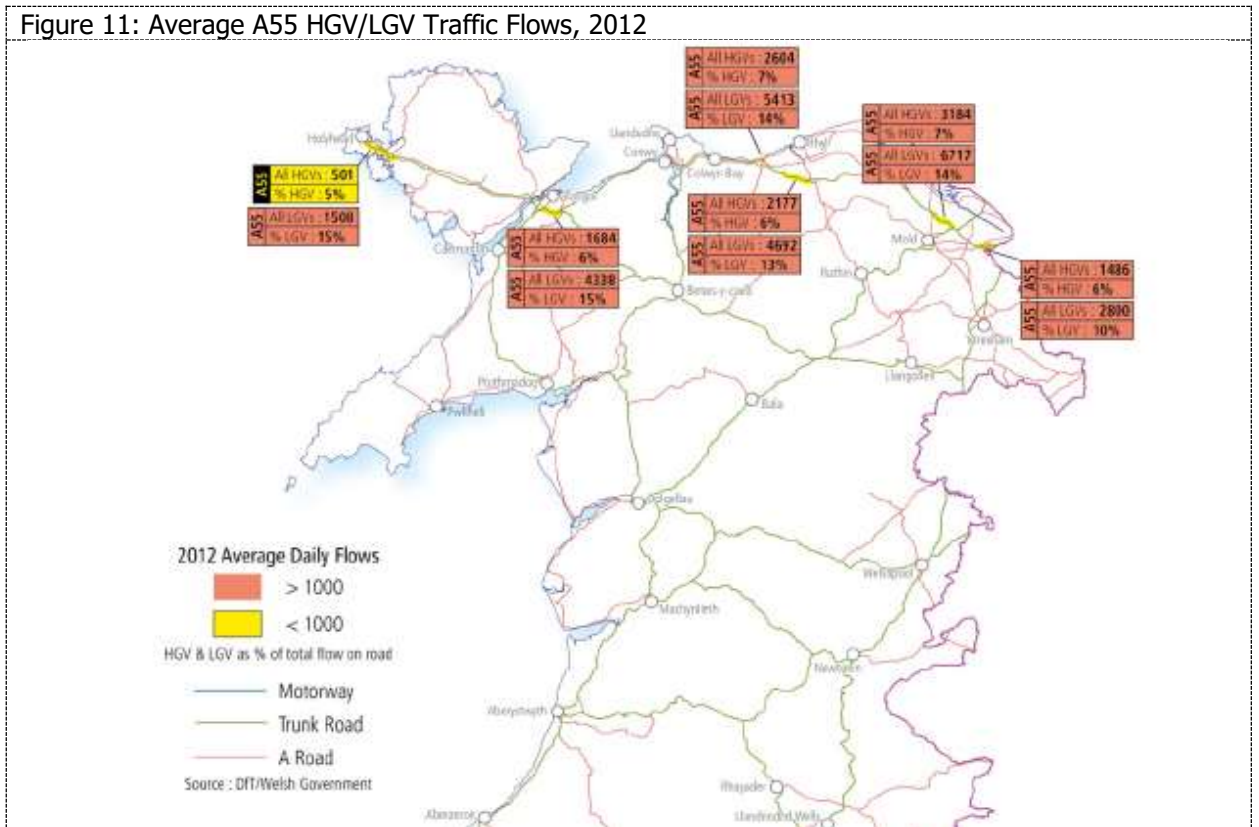 Figure 11: Average A55 HGV/LGV Traffic Flows, 2012
A55
All HGVs : 2604
% HGV : 7%
A55
All LGVs : 5413
% LGV : 14%
A55
All HGVs : 3184
% HGV : 7%
A55
All LGVs : 6717
% LGV : 14%
Holyhead
Llandudno
Conwy
Colwyn Bay
Rhyl
A55
All HGVs : 501
% HGV : 5%
A55
All LGVs : 1508
% LGV : 15%
Bangor
Caernarfon
A55
All HGVs : 1684
% HGV : 6%
A55
All LGVs : 4338
% LGV : 15%
A55
All HGVs : 2177
% HGV : 6%
A55
All LGVs : 4692
% LGV : 13%
Mold
Ruthin
A55
All HGVs : 1486
% HGV : 6%
A55
All LGVs : 2800
% LGV : 10%
Betws-y-coed
Wrexham
Llangollen
Porthmadog
Pwllheli
Bala
Dolgellau
Welshpool
Machynlleth
Newtown
Aberystwyth
Rhayader
Aberaeron
Llandrindod Wells
2012 Average Daily Flows
> 1000
< 1000
HGV & LGV as % of total flow on road
Motorway
Trunk Road
A Road
Source : DfT/Welsh Government